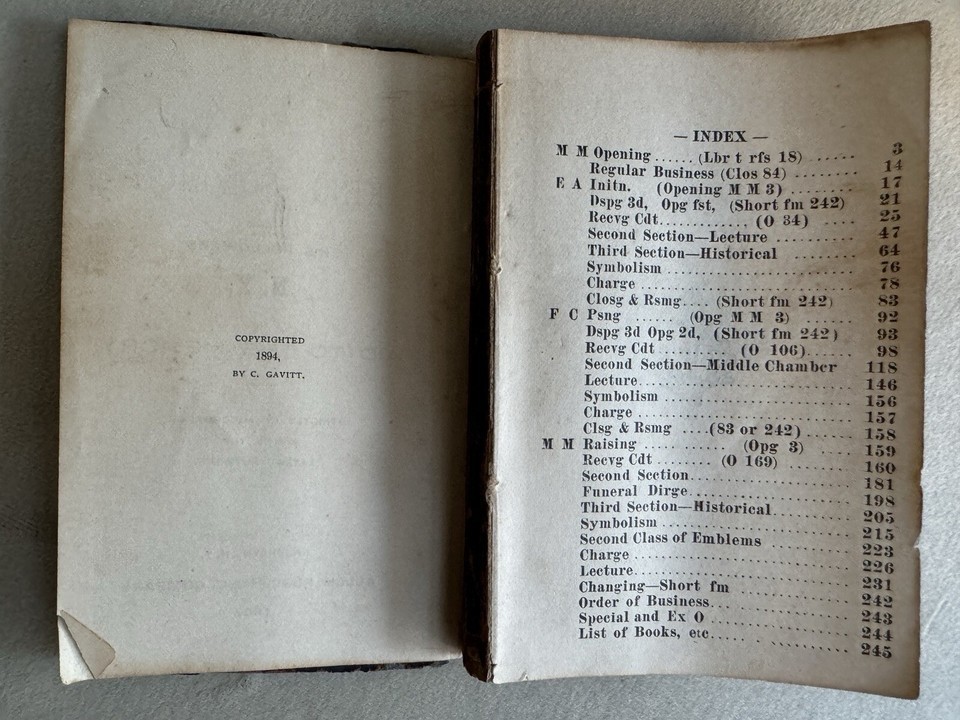 COPYRIGHTED
1894,
BY C. GAVITT.
— INDEX —
M M Opening ...... (Lbr t rfs 18) ...... 3
Regular Business (Clos 84) ........ 14
E A Initn. (Opening M M 3) ........ 17
Dspg 3d, Opg fst, (Short fm 242) 21
Recvg Cdt............. (O 34) .... 25
Second Section—Lecture .......... 47
Third Section—Historical ........ 64
Symbolism ........................ 76
Charge ........................... 78
Closg & Rsmg.... (Short fm 242) 83
F C Psng ...... (Opg M M 3) ....... 92
Dspg 3d Opg 2d, (Short fm 242) 93
Recvg Cdt .......... (O 106)...... 98
Second Section—Middle Chamber 118
Lecture........................... 146
Symbolism ........................ 156
Charge ........................... 157
Clsg & Rsmg ....(83 or 242) ...... 158
M M Raising ............ (Opg 3) ....... 159
Recvg Cdt ........ (O 169) ........ 160
Second Section.................... 181
Funeral Dirge..................... 198
Third Section—Historical.......... 205
Symbolism ........................ 215
Second Class of Emblems .......... 223
Charge ........................... 226
Lecture........................... 231
Changing—Short fm ................ 242
Order of Business................. 243
Special and Ex O ................. 244
List of Books, etc................ 245